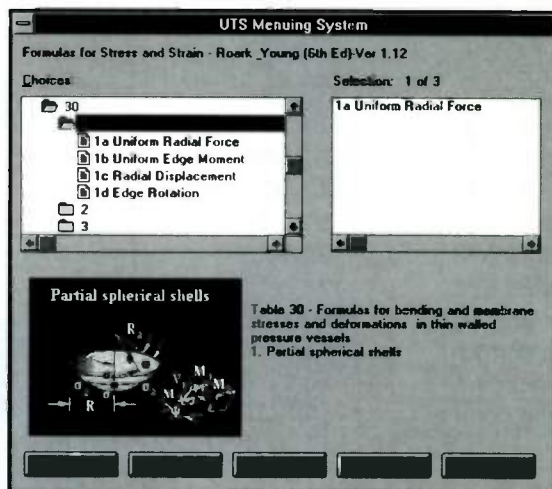 UTS Menuing System
Formulas for Stress and Strain - Roark _Young (6th Ed)-Ver 1.12
Choices
Selection: 1 of 3
30
1a Uniform Radial Force
1b Uniform Edge Moment
1c Radial Displacement
1d Edge Rotation
2
3
1a Uniform Radial Force
Partial spherical shells
R
M
M
M
R
Table 30 - Formulas for bending and membrane
stresses and deformations in thin walled
pressure vessels
1. Partial spherical shells